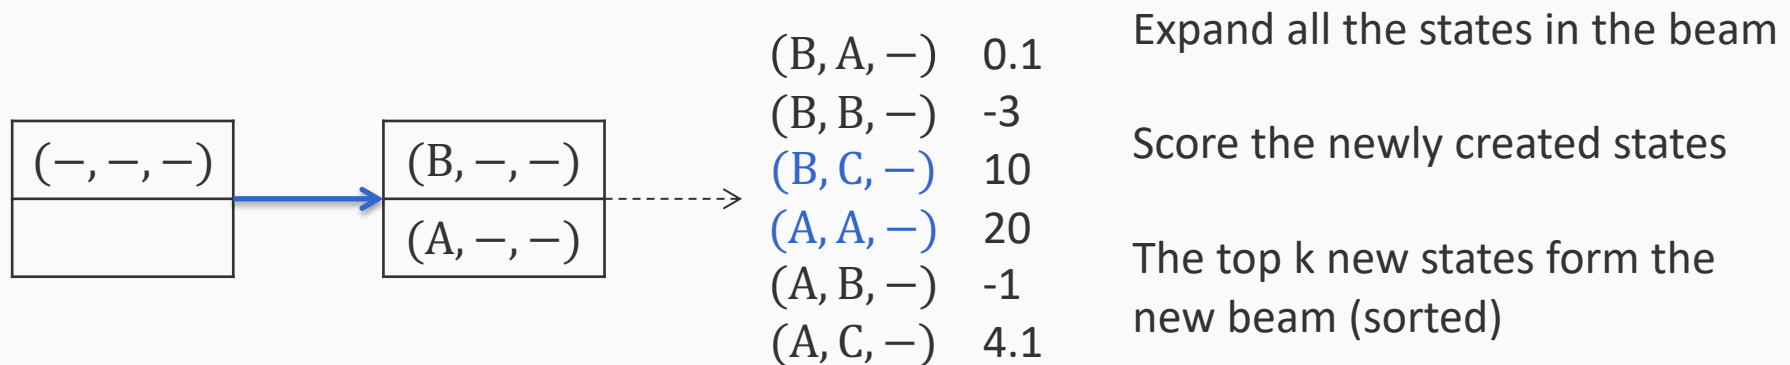 (−, −, −)
(B, −, −)
(A, −, −)
(B, A, −) 0.1
(B, B, −) -3
(B, C, −) 10
(A, A, −) 20
(A, B, −) -1
(A, C, −) 4.1
Expand all the states in the beam
Score the newly created states
The top k new states form the
new beam (sorted)